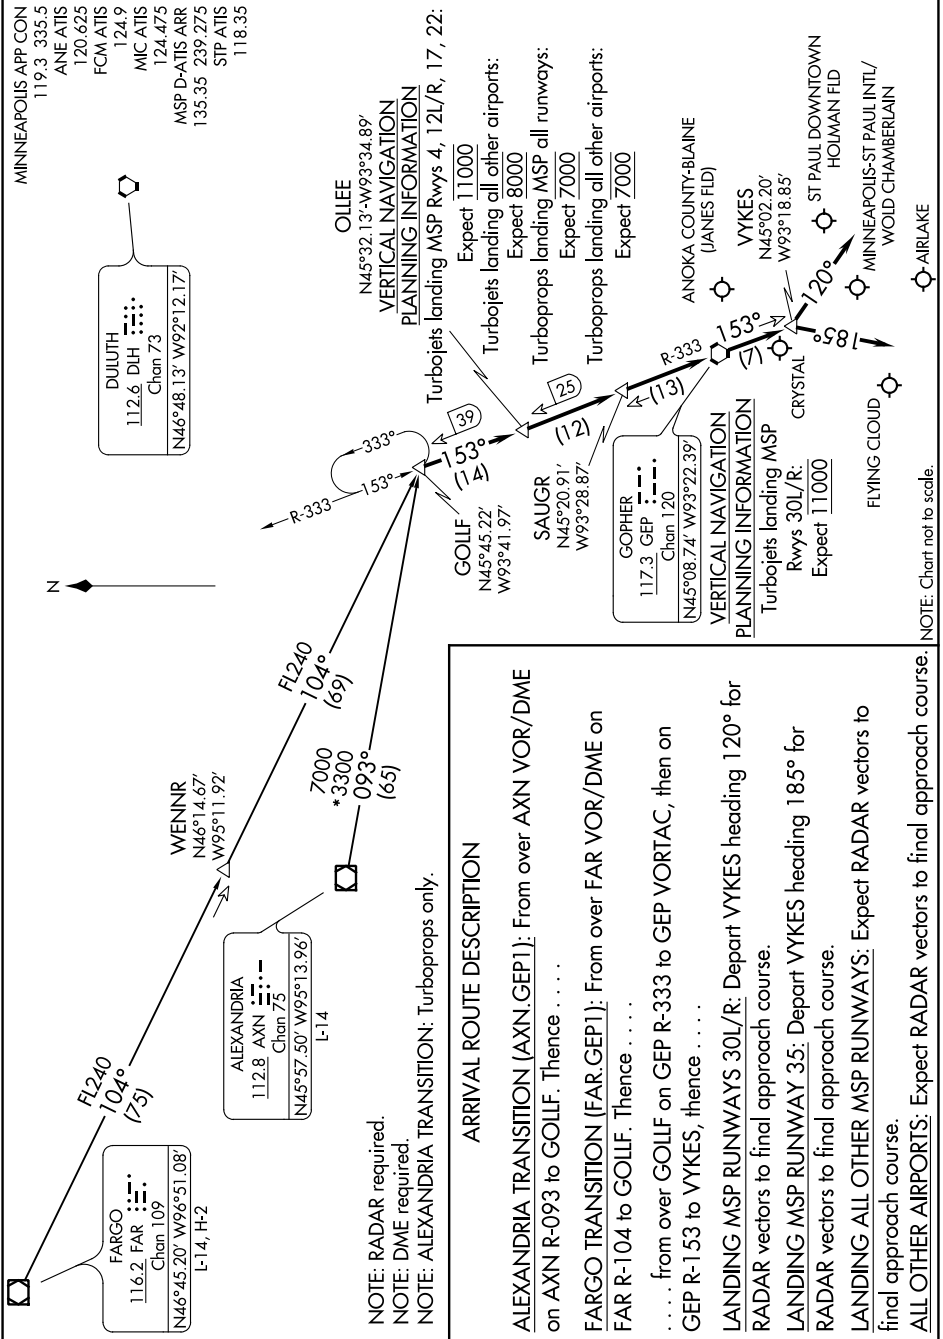 MINNEAPOLIS APP CON
119.3 335.5
ANE ATIS
120.625
FCM ATIS
124.9
MIC ATIS
124.475
MSP D-ATIS ARR
135.35 239.275
STP ATIS
118.35
DULUTH
112.6 DLH
Chan 73
N46°48.13' W92°12.17'
N
OLLEE
N45°32.13'-W93°34.89'
VERTICAL NAVIGATION
PLANNING INFORMATION
Turbojets landing MSP Rwys 4, 12L/R, 17, 22:
Expect 11000
Turbojets landing all other airports:
Expect 8000
Turboprops landing MSP all runways:
Expect 7000
Turboprops landing all other airports:
Expect 7000
FARGO
116.2 FAR
Chan 109
N46°45.20' W96°51.08'
L-14, H-2
FL240
104°
(75)
WENNR
N46°14.67'
W95°11.92'
FL240
104°
(69)
ALEXANDRIA
112.8 AXN
Chan 75
N45°57.50' W95°13.96'
L-14
7000
*3300
093°
(65)
R-333
153°
333°
GOLLF
N45°45.22'
W93°41.97'
39
153°
(14)
25
(12)
SAUGR
N45°20.91'
W93°28.87'
(13)
R-333
GOPHER
117.3 GEP
Chan 120
N45°08.74' W93°22.39'
153°
(7)
VYKES
N45°02.20'
W93°18.85'
120°
185°
ANOKA COUNTY-BLAINE
(JANES FLD)
ST PAUL DOWNTOWN
HOLMAN FLD
MINNEAPOLIS-ST PAUL INTL/
WOLD CHAMBERLAIN
AIRLAKE
CRYSTAL
FLYING CLOUD
VERTICAL NAVIGATION
PLANNING INFORMATION
Turbojets landing MSP
Rwys 30L/R:
Expect 11000
NOTE: RADAR required.
NOTE: DME required.
NOTE: ALEXANDRIA TRANSITION: Turboprops only.
NOTE: Chart not to scale.
ARRIVAL ROUTE DESCRIPTION
ALEXANDRIA TRANSITION (AXN.GEP1): From over AXN VOR/DME
on AXN R-093 to GOLLF. Thence . . . .
FARGO TRANSITION (FAR.GEP1): From over FAR VOR/DME on
FAR R-104 to GOLLF. Thence . . . .
. . . . from over GOLLF on GEP R-333 to GEP VORTAC, then on
GEP R-153 to VYKES, thence . . . .
LANDING MSP RUNWAYS 30L/R: Depart VYKES heading 120° for
RADAR vectors to final approach course.
LANDING MSP RUNWAY 35: Depart VYKES heading 185° for
RADAR vectors to final approach course.
LANDING ALL OTHER MSP RUNWAYS: Expect RADAR vectors to
final approach course.
ALL OTHER AIRPORTS: Expect RADAR vectors to final approach course.